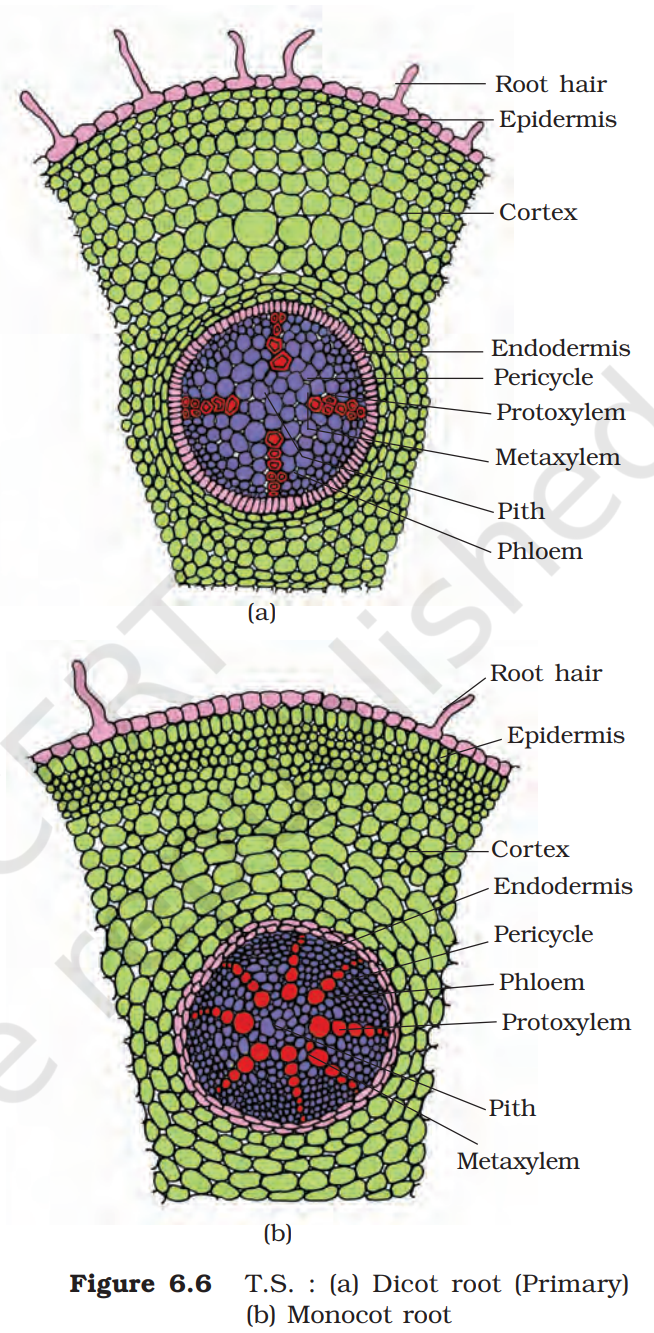 Root hair
Epidermis
Cortex
Endodermis
Pericycle
Protoxylem
Metaxylem
Pith
Phloem
(a)
Root hair
Epidermis
Cortex
Endodermis
Pericycle
Phloem
Protoxylem
Pith
Metaxylem
(b)
Figure 6.6 T.S. : (a) Dicot root (Primary)
(b) Monocot root